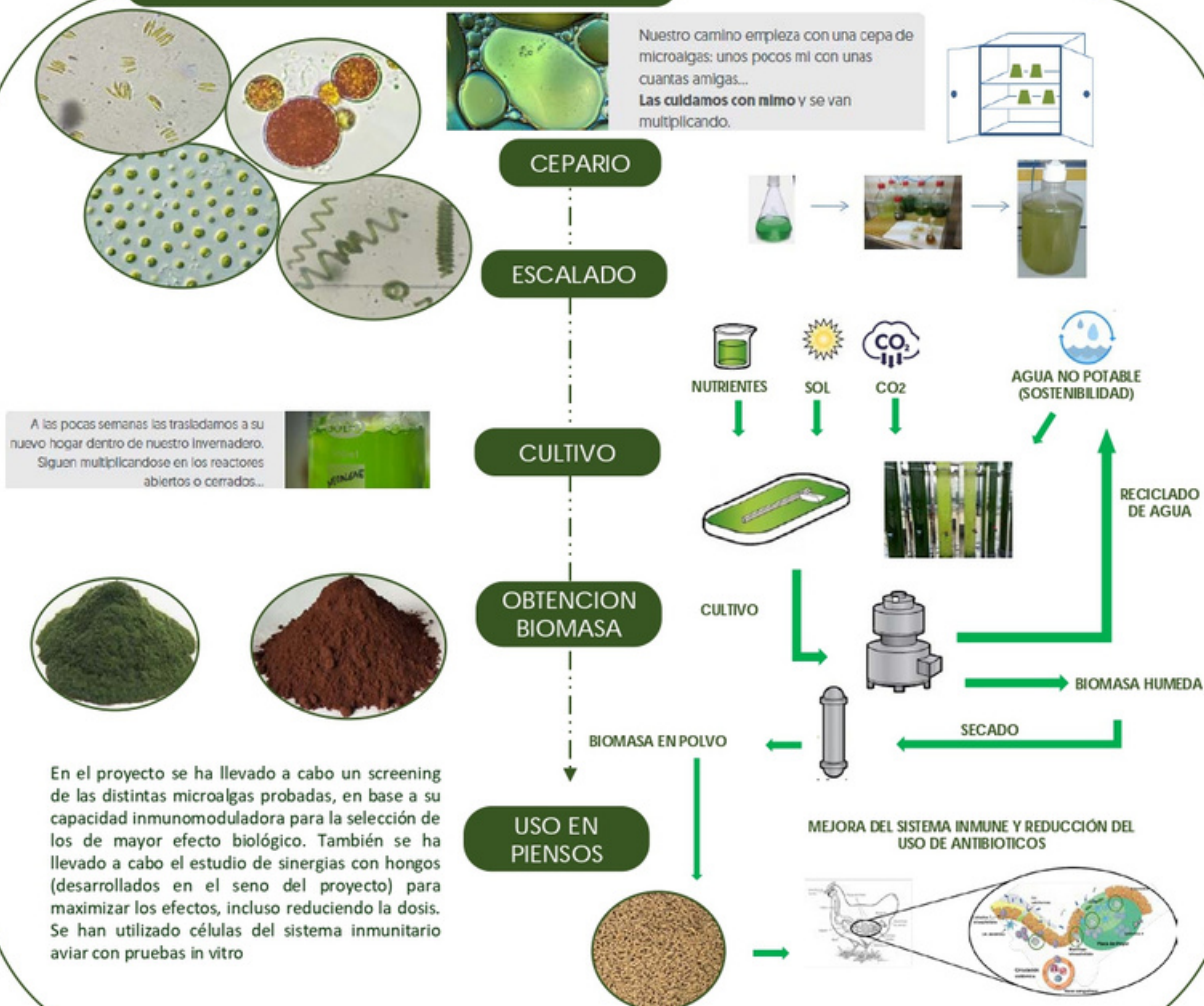 Nuestro camino empieza con una cepa de
microalgas: unos pocos ml con unas
cuantas amigas...
Las cuidamos con mimo y se van
multiplicando.
CEPARIO
ESCALADO
NUTRIENTES
SOL
CO2
CO2
AGUA NO POTABLE
(SOSTENIBILIDAD)
A las pocas semanas las trasladamos a su
nuevo hogar dentro de nuestro invernadero.
Siguen multiplicandose en los reactores
abiertos o cerrados...
CULTIVO
RECICLADO
DE AGUA
OBTENCION
BIOMASA
CULTIVO
BIOMASA HUMEDA
SECADO
BIOMASA EN POLVO
En el proyecto se ha llevado a cabo un screening
de las distintas microalgas probadas, en base a su
capacidad inmunomoduladora para la selección de
los de mayor efecto biológico. También se ha
llevado a cabo el estudio de sinergias con hongos
(desarrollados en el seno del proyecto) para
maximizar los efectos, incluso reduciendo la dosis.
Se han utilizado células del sistema inmunitario
aviar con pruebas in vitro
USO EN
PIENSOS
MEJORA DEL SISTEMA INMUNE Y REDUCCIÓN DEL
USO DE ANTIBIOTICOS